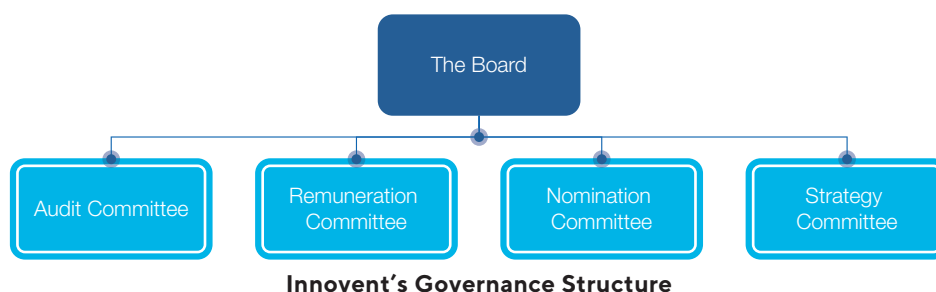 The Board
Audit Committee
Remuneration
Committee
Nomination
Committee
Strategy
Committee
Innovent’s Governance Structure